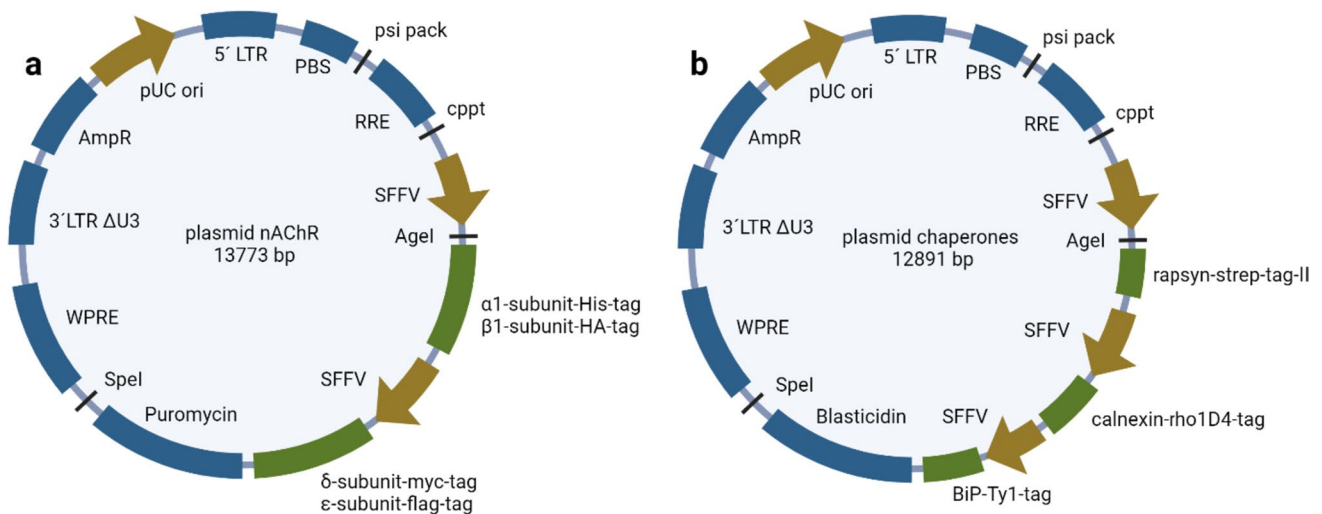 a
5´ LTR
PBS
psi pack
RRE
cppt
SFFV
AgeI
α1-subunit-His-tag
β1-subunit-HA-tag
SFFV
δ-subunit-myc-tag
ε-subunit-flag-tag
Puromycin
SpeI
WPRE
3´LTR ΔU3
AmpR
pUC ori
plasmid nAChR
13773 bp
b
5´ LTR
PBS
psi pack
RRE
cppt
SFFV
AgeI
rapsyn-strep-tag-II
SFFV
calnexin-rho1D4-tag
SFFV
BiP-Ty1-tag
Blasticidin
SpeI
WPRE
3´LTR ΔU3
AmpR
pUC ori
plasmid chaperones
12891 bp